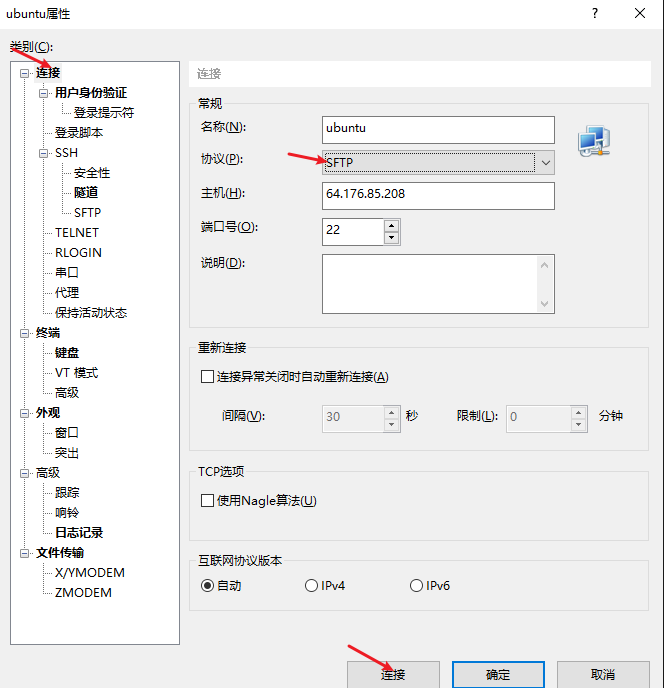 ubuntu属性
类别(C):
连接
用户身份验证
登录提示符
登录脚本
SSH
安全性
隧道
SFTP
TELNET
RLOGIN
串口
代理
保持活动状态
终端
键盘
VT 模式
高级
外观
窗口
突出
高级
跟踪
响铃
日志记录
文件传输
X/YMODEM
ZMODEM
连接
常规
名称(N): ubuntu
协议(P): SFTP
主机(H): 64.176.85.208
端口号(O): 22
说明(D):
重新连接
连接异常关闭时自动重新连接(A)
间隔(V): 30 秒 限制(L): 0 分钟
TCP选项
使用Nagle算法(U)
互联网协议版本
自动 IPv4 IPv6
连接 确定 取消